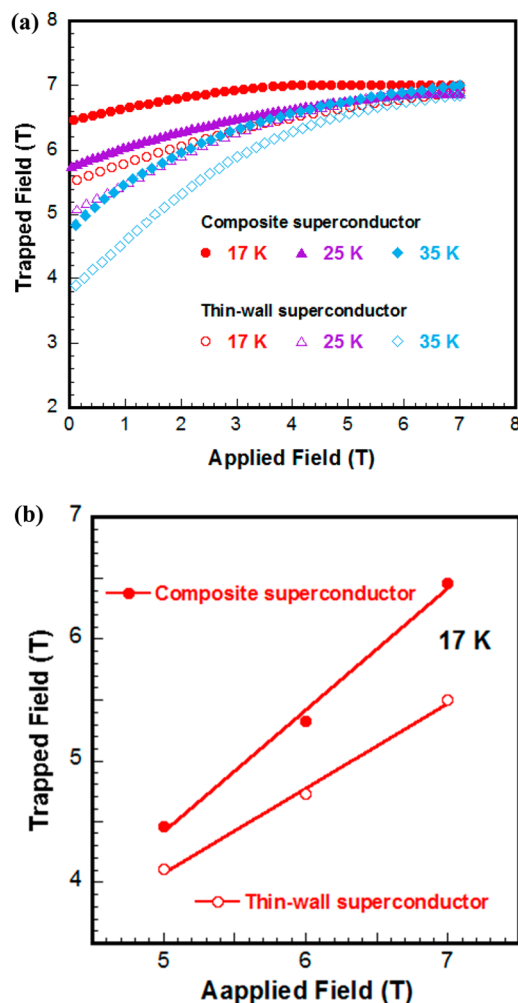 (a)
8
7
6
5
4
3
2
Trapped Field (T)
Composite superconductor
17 K 25 K 35 K
Thin-wall superconductor
17 K 25 K 35 K
0 1 2 3 4 5 6 7 8
Applied Field (T)
(b)
7
6
5
4
Trapped Field (T)
Composite superconductor
17 K
Thin-wall superconductor
5 6 7
Aapplied Field (T)